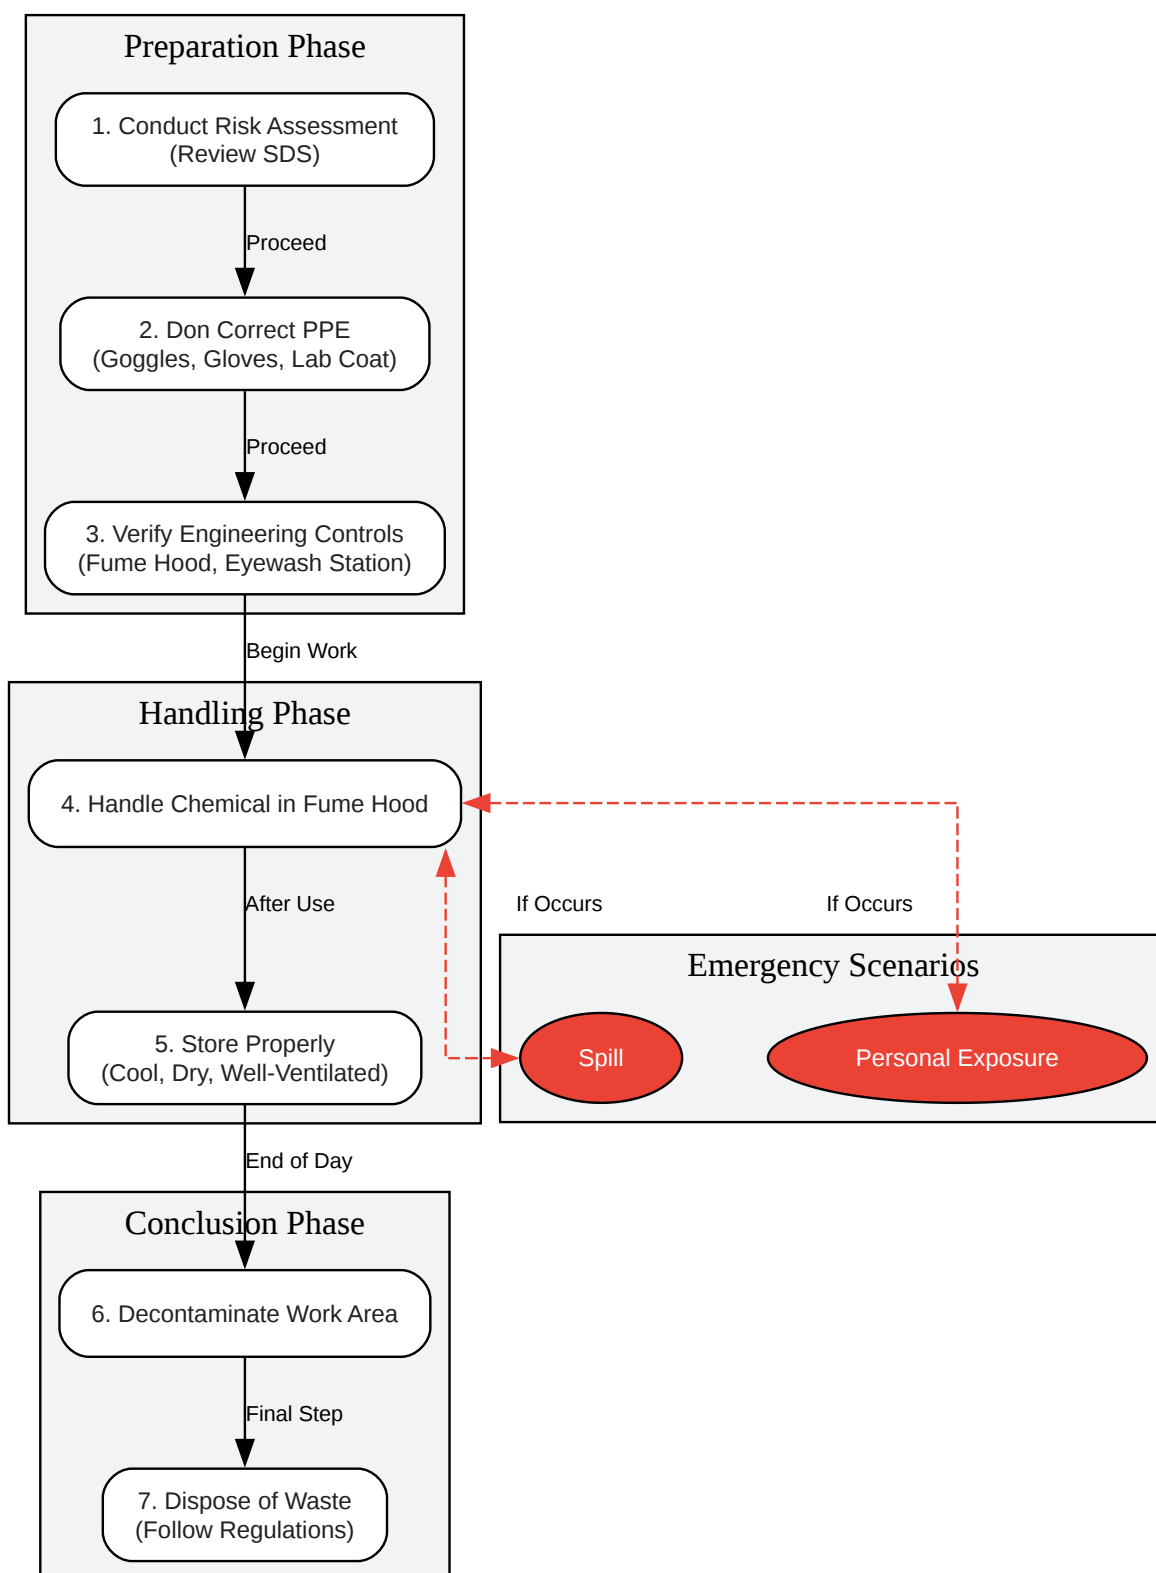 Preparation Phase
1. Conduct Risk Assessment
(Review SDS)
Proceed
2. Don Correct PPE
(Goggles, Gloves, Lab Coat)
Proceed
3. Verify Engineering Controls
(Fume Hood, Eyewash Station)
Begin Work
Handling Phase
4. Handle Chemical in Fume Hood
After Use
If Occurs
If Occurs
Emergency Scenarios
Spill
Personal Exposure
5. Store Properly
(Cool, Dry, Well-Ventilated)
End of Day
Conclusion Phase
6. Decontaminate Work Area
Final Step
7. Dispose of Waste
(Follow Regulations)